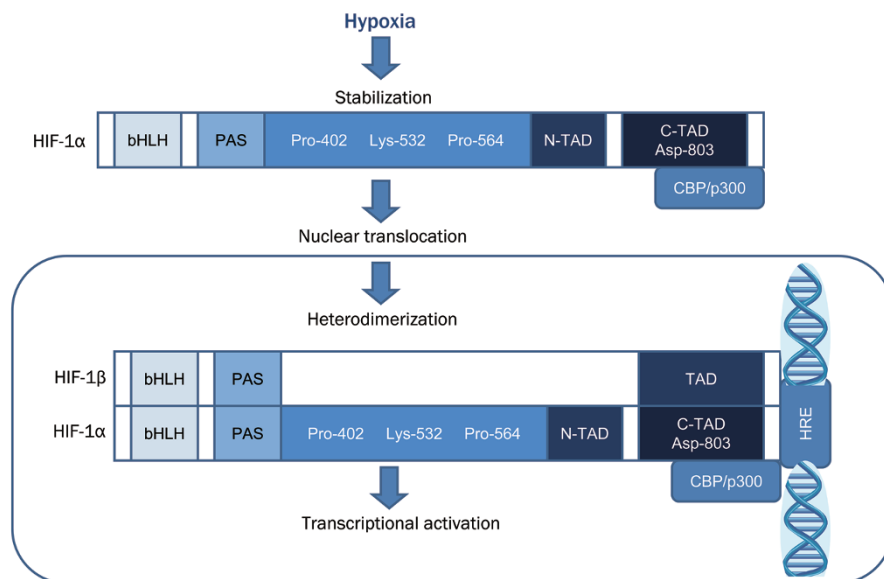 Hypoxia
Stabilization
HIF-1α
bHLH
PAS
Pro-402 Lys-532 Pro-564
N-TAD
C-TAD
Asp-803
CBP/p300
Nuclear translocation
Heterodimerization
HIF-1β
bHLH
PAS
TAD
HIF-1α
bHLH
PAS
Pro-402 Lys-532 Pro-564
N-TAD
C-TAD
Asp-803
HRE
CBP/p300
Transcriptional activation